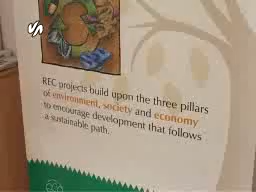 REC projects build upon the three pillars
of environment, society and economy
to encourage development that follows
a sustainable path.